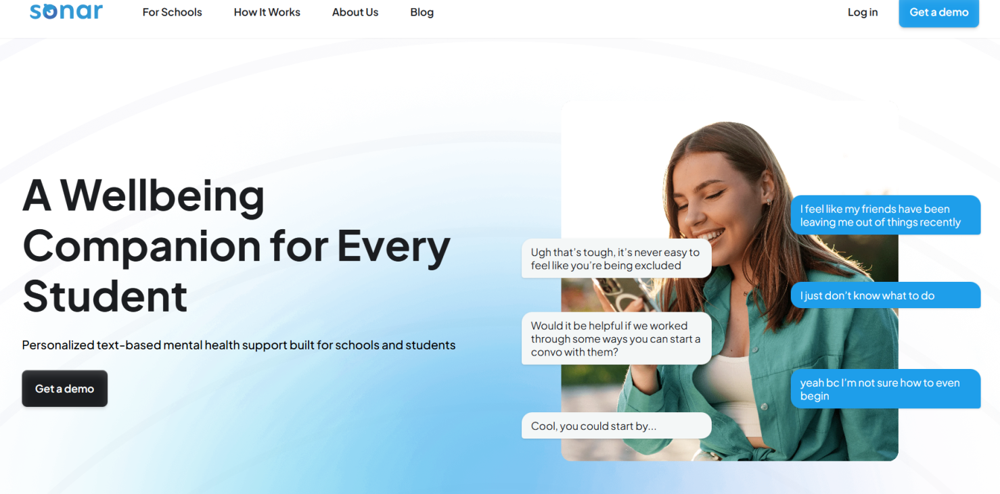 sonar
For Schools
How It Works
About Us
Blog
Log in
Get a demo
A Wellbeing
Companion for Every
Student
Personalized text-based mental health support built for schools and students
Get a demo
I feel like my friends have been
leaving me out of things recently
Ugh that’s tough, it’s never easy to
feel like you’re being excluded
I just don’t know what to do
Would it be helpful if we worked
through some ways you can start a
convo with them?
yeah bc I’m not sure how to even
begin
Cool, you could start by...